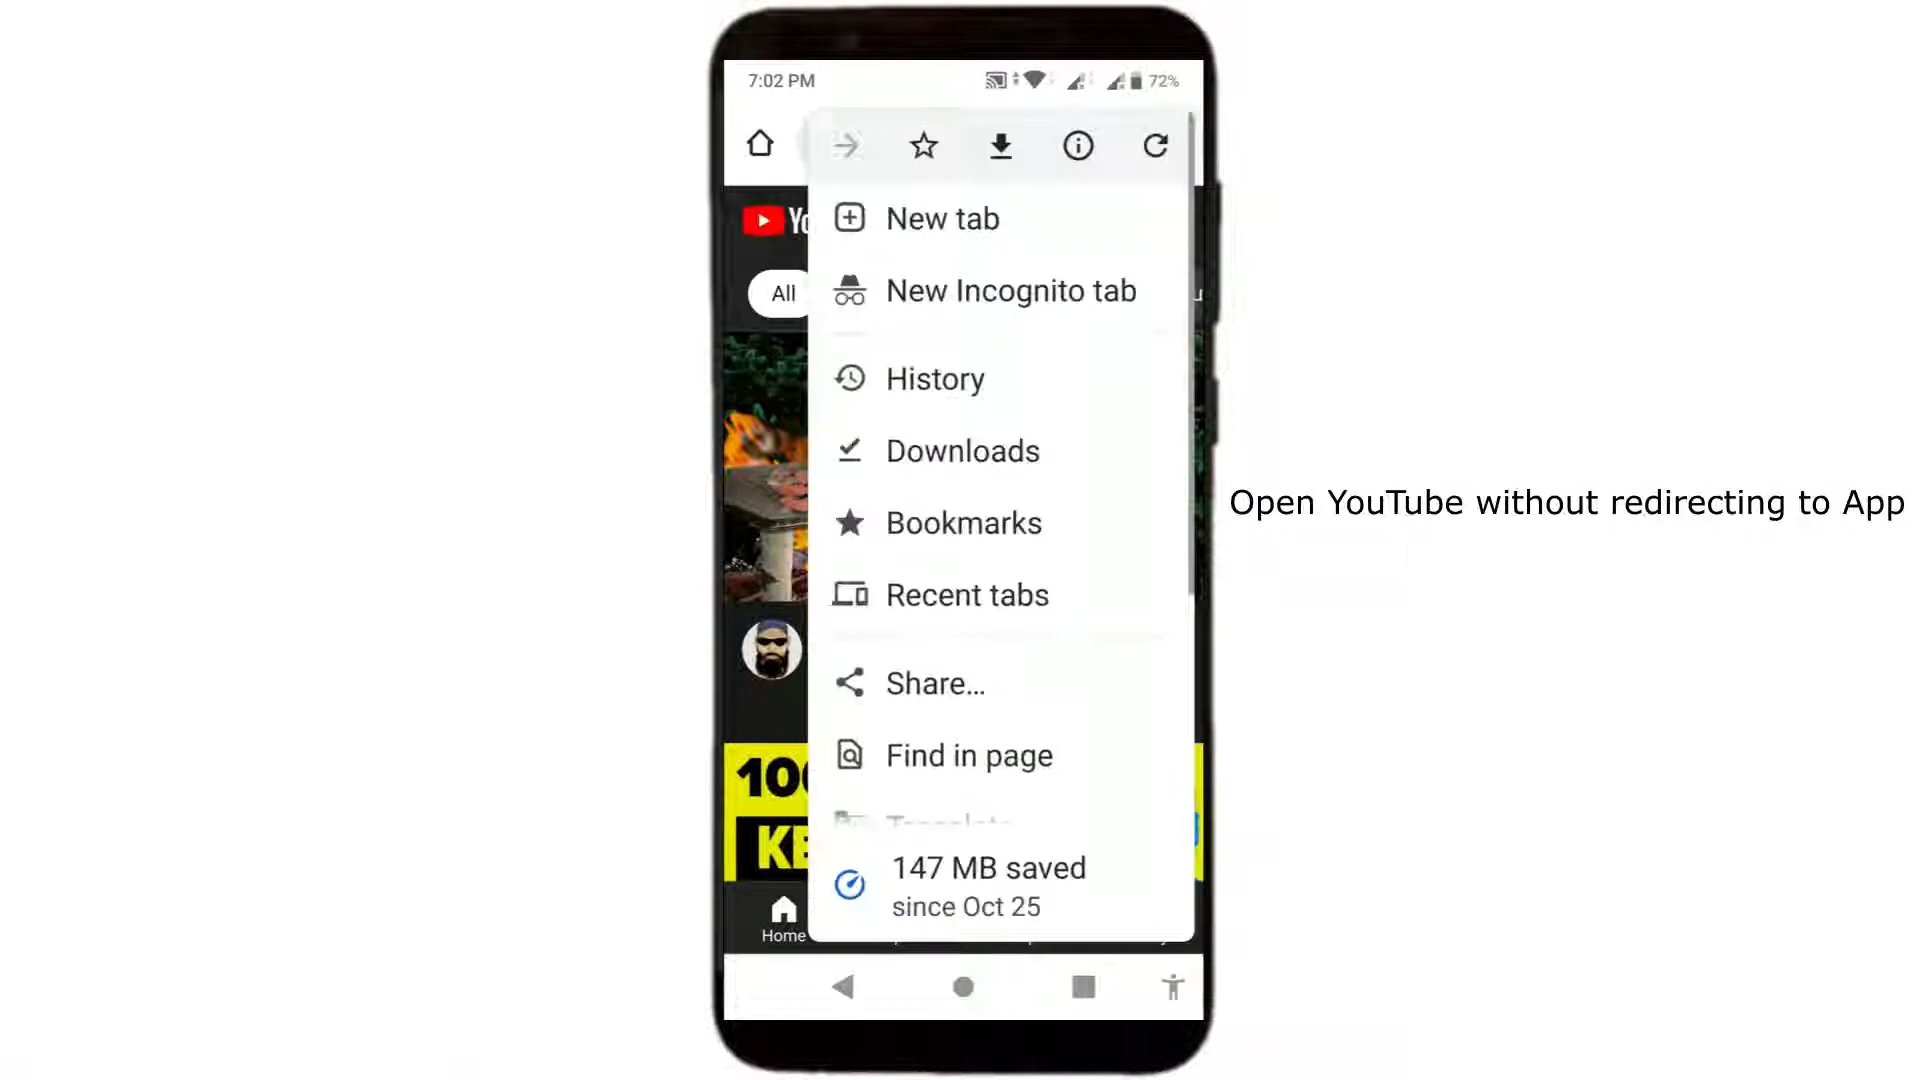 7:02 PM
72%
New tab
All
New Incognito tab
History
Downloads
Open YouTube without redirecting to App
Bookmarks
Recent tabs
Share...
Find in page
Translate
147 MB saved
since Oct 25
Home